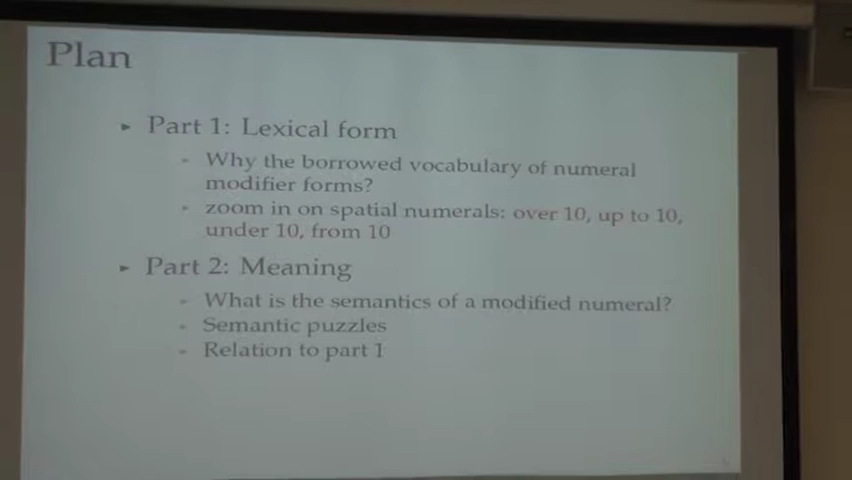 Plan
Part 1: Lexical form
Why the borrowed vocabulary of numeral
modifier forms?
zoom in on spatial numerals: over 10, up to 10,
under 10, from 10
Part 2: Meaning
What is the semantics of a modified numeral?
Semantic puzzles
Relation to part 1